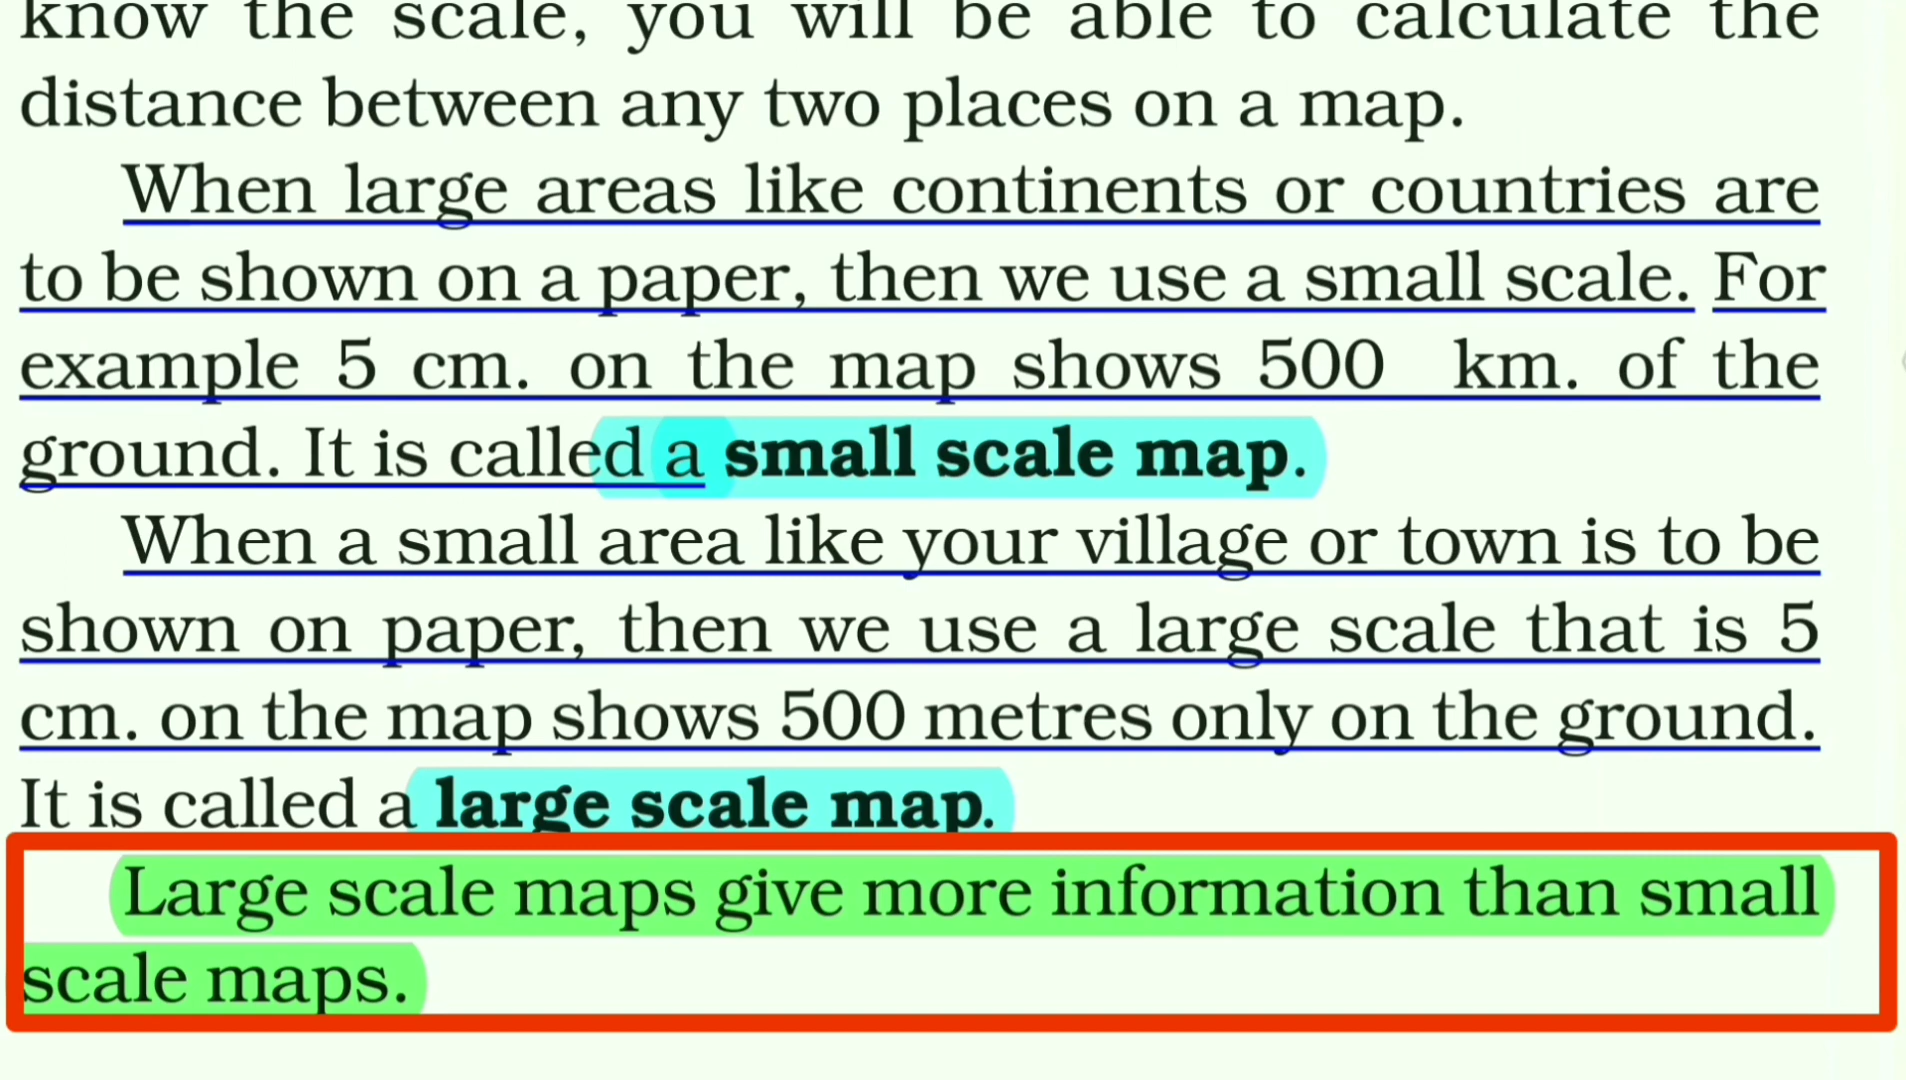 know the scale, you will be able to calculate the
distance between any two places on a map.
When large areas like continents or countries are
to be shown on a paper, then we use a small scale. For
example 5 cm. on the map shows 500 km. of the
ground. It is called a small scale map.
When a small area like your village or town is to be
shown on paper, then we use a large scale that is 5
cm. on the map shows 500 metres only on the ground.
It is called a large scale map.
Large scale maps give more information than small
scale maps.